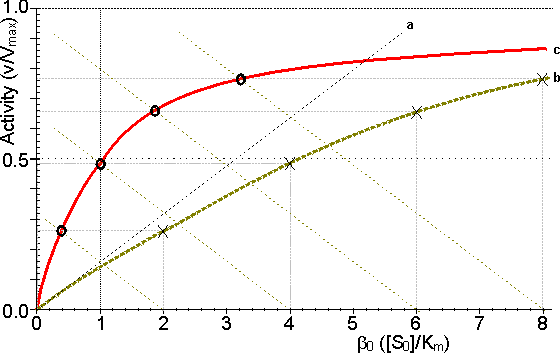 Activity (v/Vmax)
1.0
0.5
0.0
a
c
b
0 1 2 3 4 5 6 7 8
β0 ([S0]/Km)